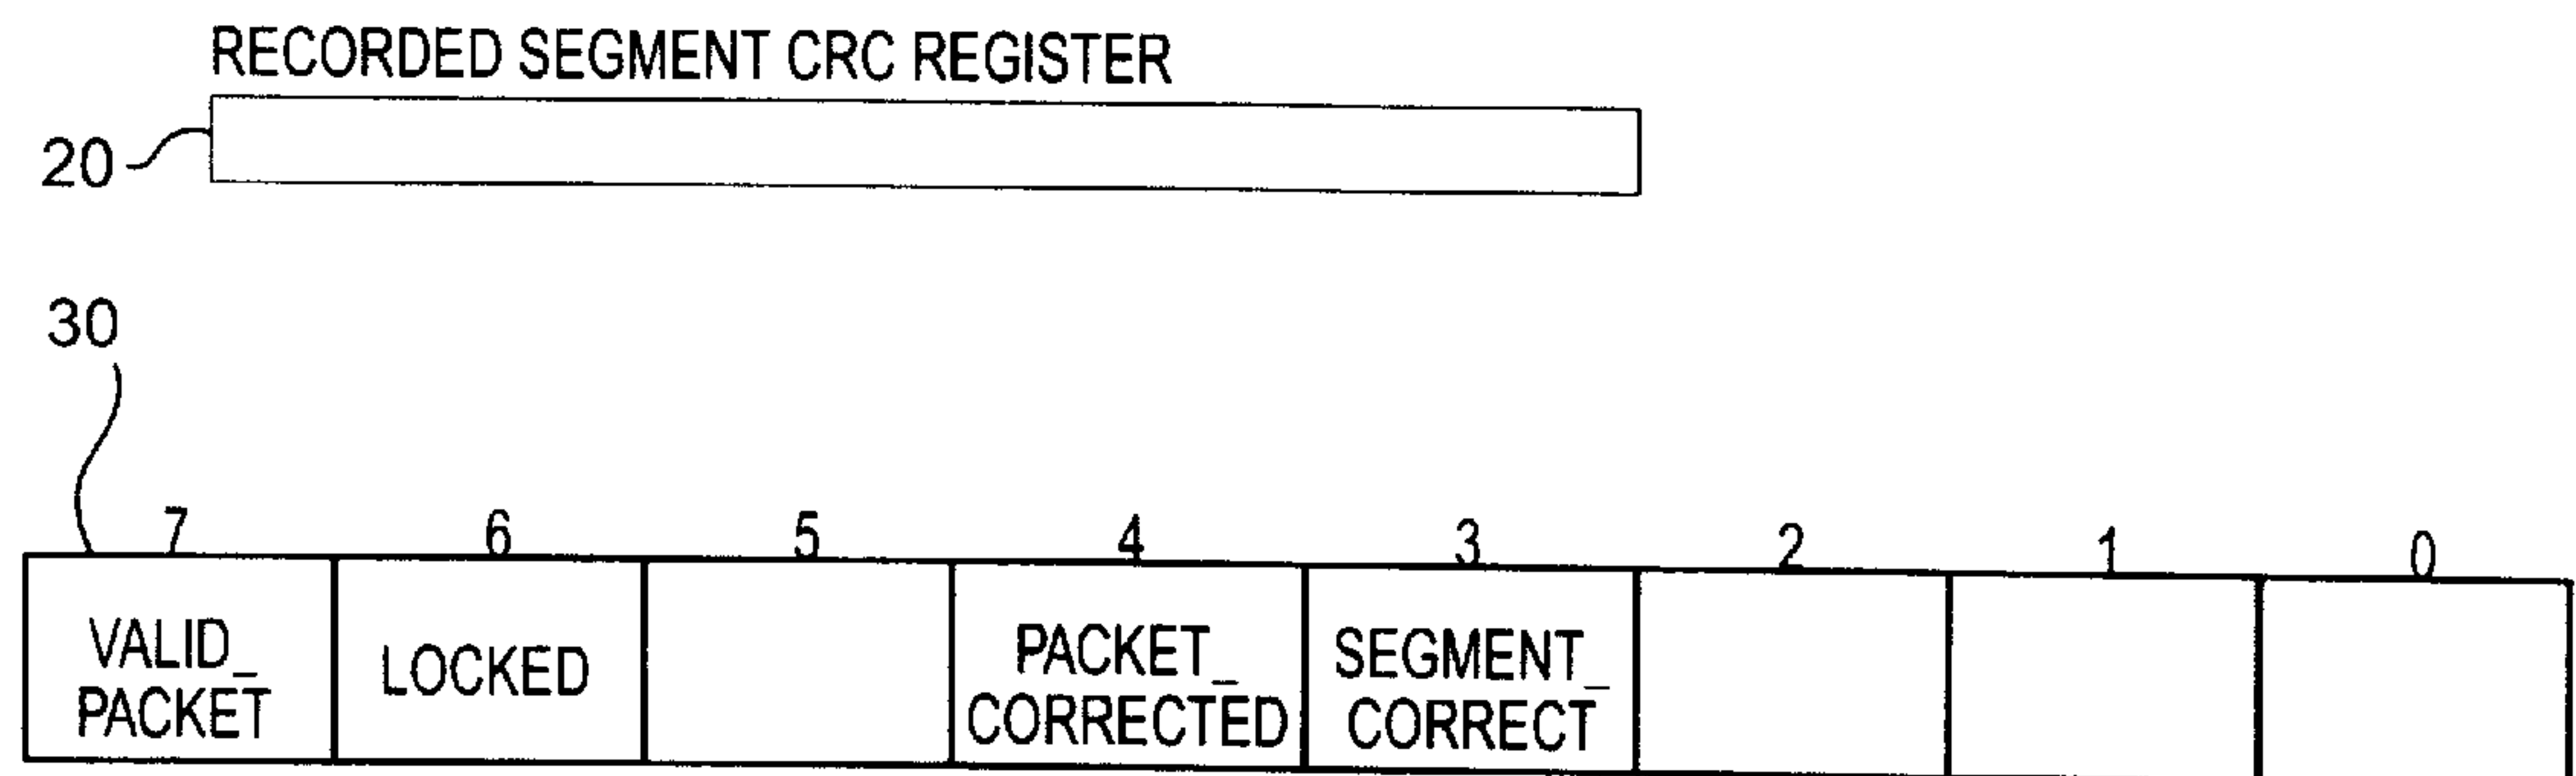 RECORDED SEGMENT CRC REGISTER
20
30
7 6 5 4 3 2 1 0
VALID_
PACKET
LOCKED
PACKET_
CORRECTED
SEGMENT_
CORRECT